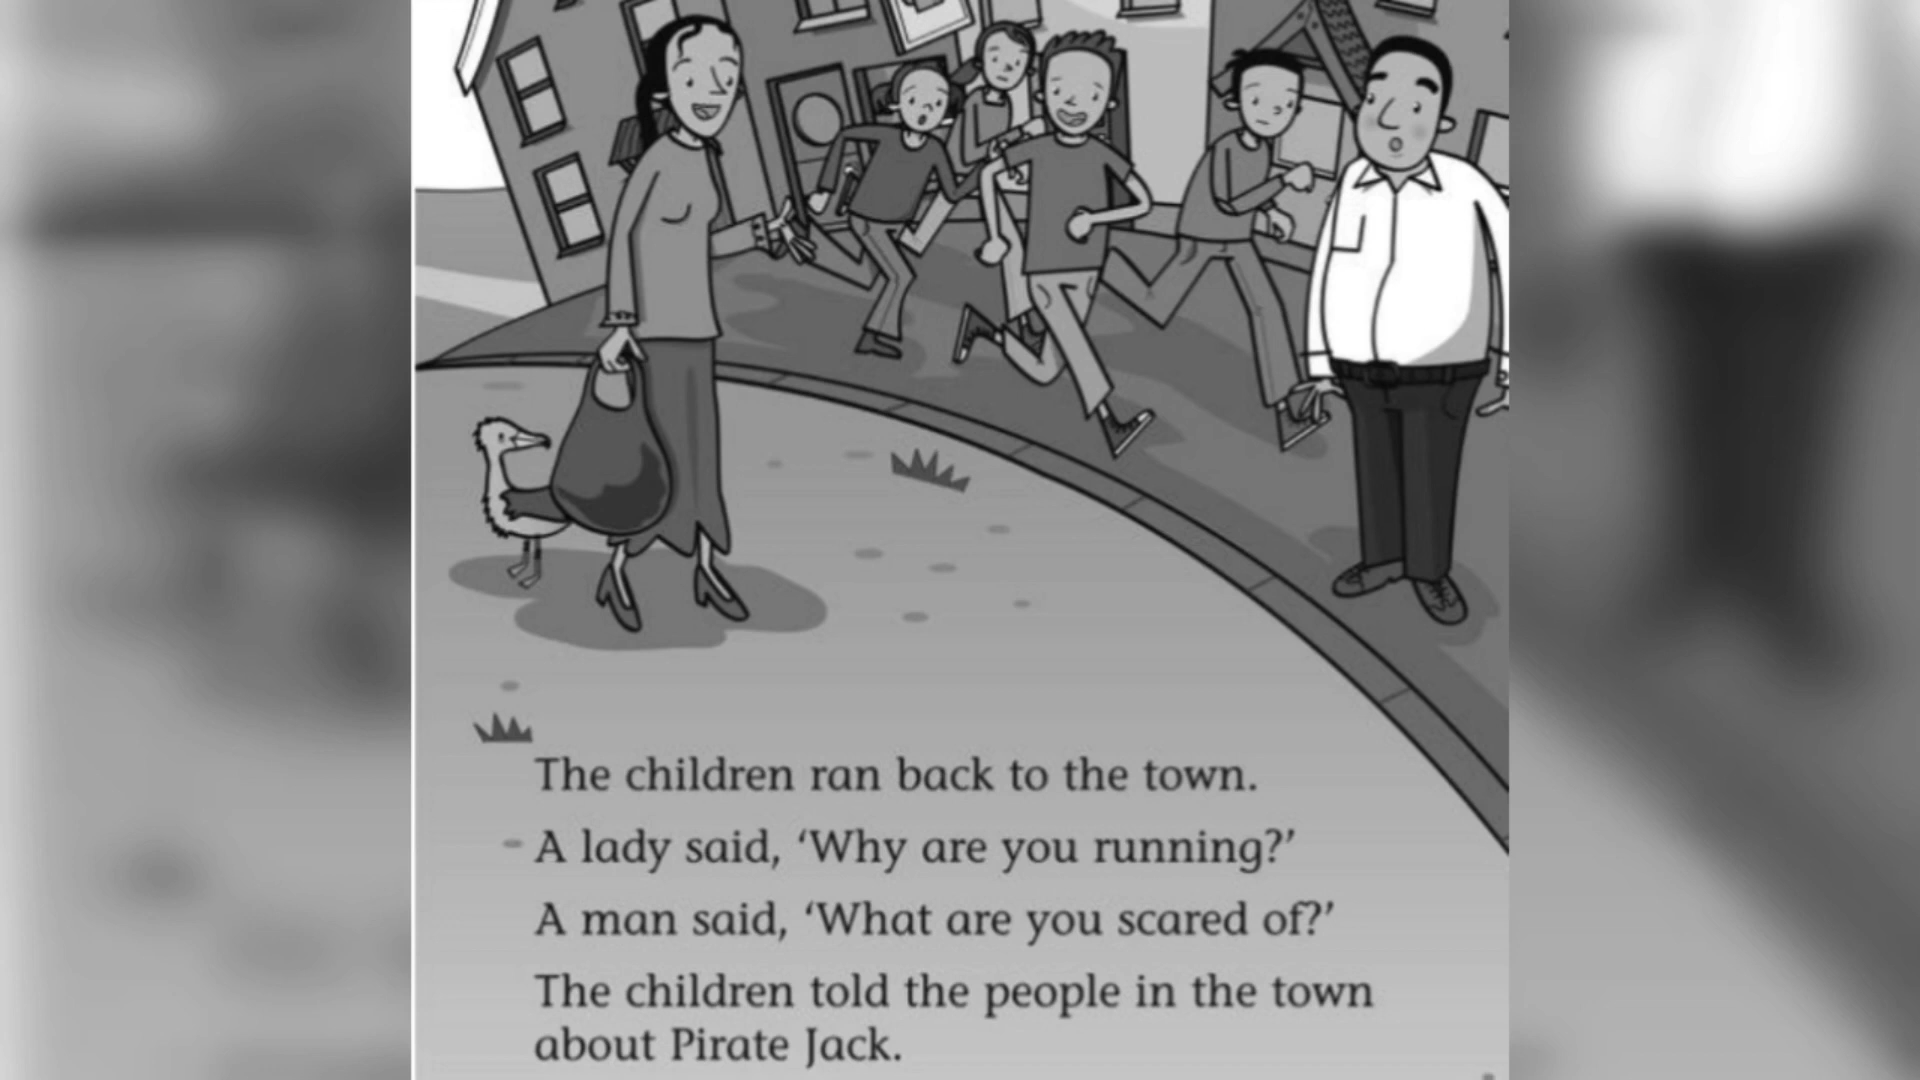 The children ran back to the town.
A lady said, ‘Why are you running?’
A man said, ‘What are you scared of?’
The children told the people in the town
about Pirate Jack.